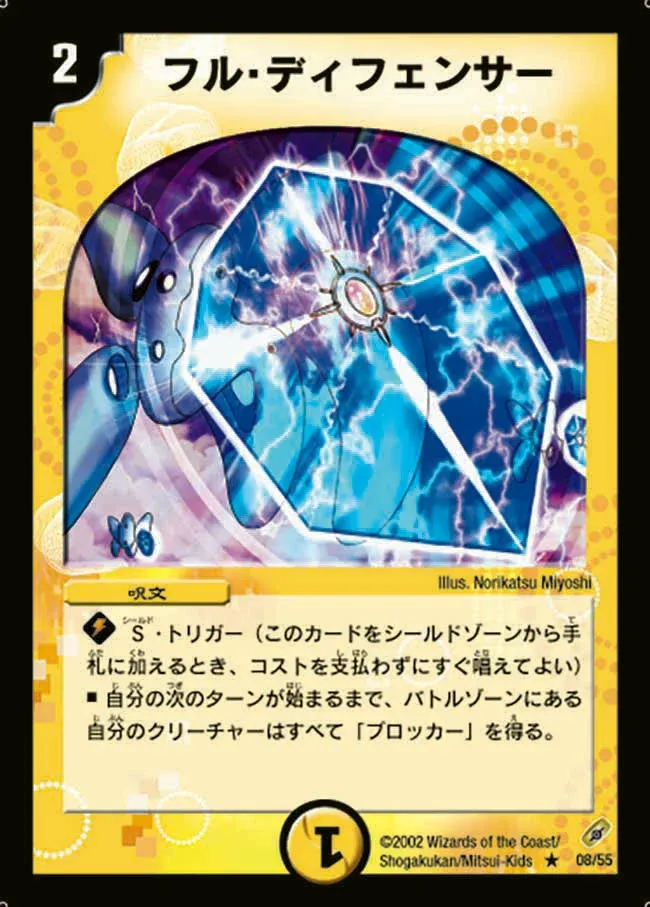 2
フル・ディフェンサー
Illus. Norikatsu Miyoshi
呪文
S・トリガー（このカードをシールドゾーンから手
札に加えるとき、コストを支払わずにすぐ唱えてよい）
■ 自分の次のターンが始まるまで、バトルゾーンにある
自分のクリーチャーはすべて「ブロッカー」を得る。
1
©2002 Wizards of the Coast/
Shogakukan/Mitsui-Kids ★ 08/55